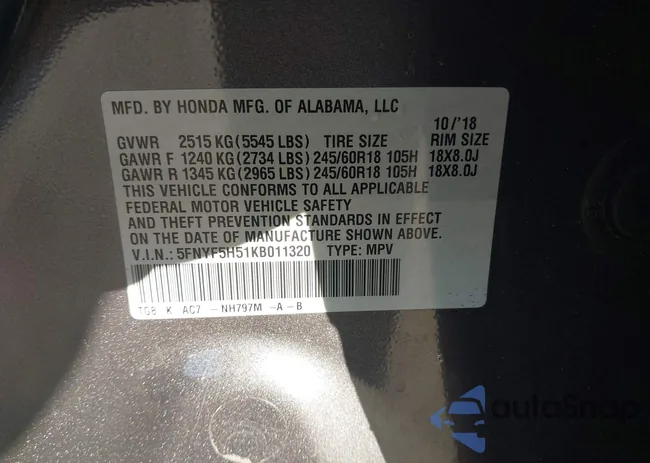 MFD. BY HONDA MFG. OF ALABAMA, LLC
10/'18
GVWR 2515 KG(5545 LBS) TIRE SIZE RIM SIZE
GAWR F 1240 KG(2734 LBS) 245/60R18 105H 18X8.0J
GAWR R 1345 KG(2965 LBS) 245/60R18 105H 18X8.0J
THIS VEHICLE CONFORMS TO ALL APPLICABLE
FEDERAL MOTOR VEHICLE SAFETY
AND THEFT PREVENTION STANDARDS IN EFFECT
ON THE DATE OF MANUFACTURE SHOWN ABOVE.
V.I.N.: 5FNYF5H51KB011320 TYPE: MPV
TG8 K AC7 -NH797M -A-B
autoSnap